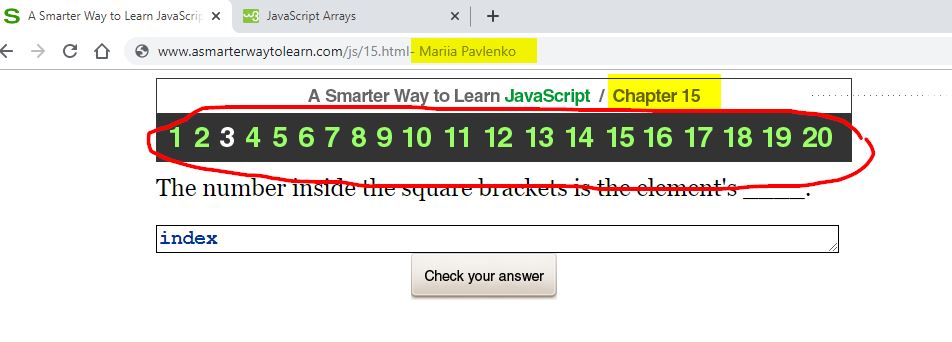 S A Smarter Way to Learn JavaScrip × w3 JavaScript Arrays × +
www.asmarterwaytolearn.com/js/15.html- Mariia Pavlenko
A Smarter Way to Learn JavaScript / Chapter 15
1 2 3 4 5 6 7 8 9 10 11 12 13 14 15 16 17 18 19 20
The number inside the square brackets is the element's ____.
index
Check your answer